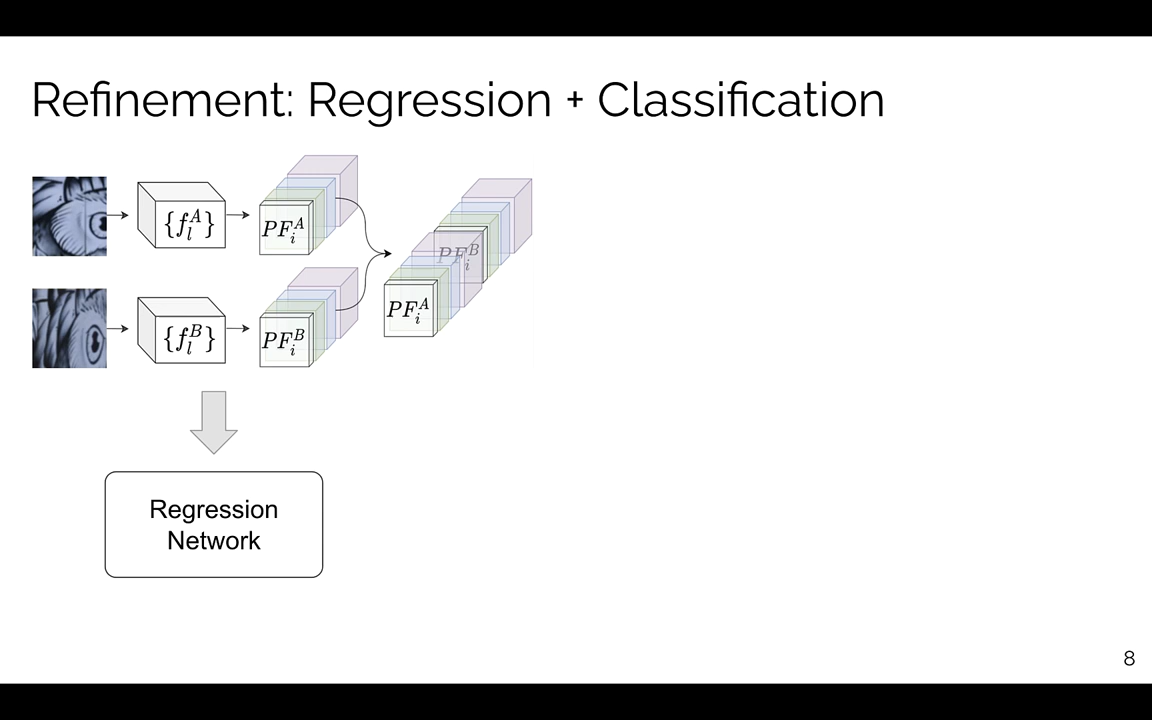 Refinement: Regression + Classification
{f_l^A}
PF_i^A
PF_i^B
PF_i^A
{f_l^B}
PF_i^B
Regression
Network
8